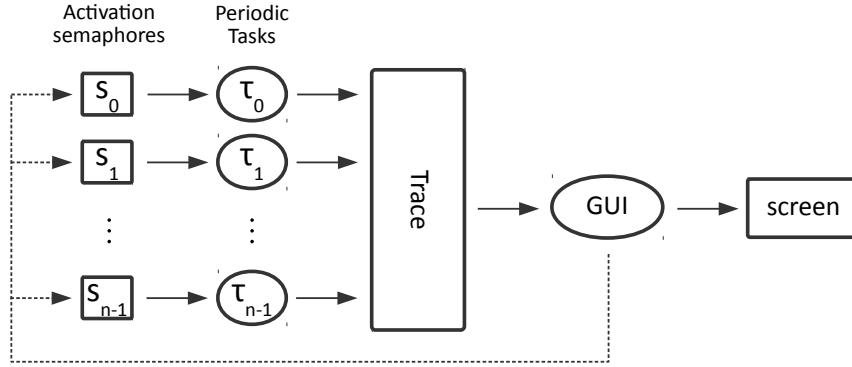 Activation
semaphores
Periodic
Tasks
S₀
τ₀
S₁
τ₁
Trace
GUI
screen
⋮
⋮
Sₙ₋₁
τₙ₋₁